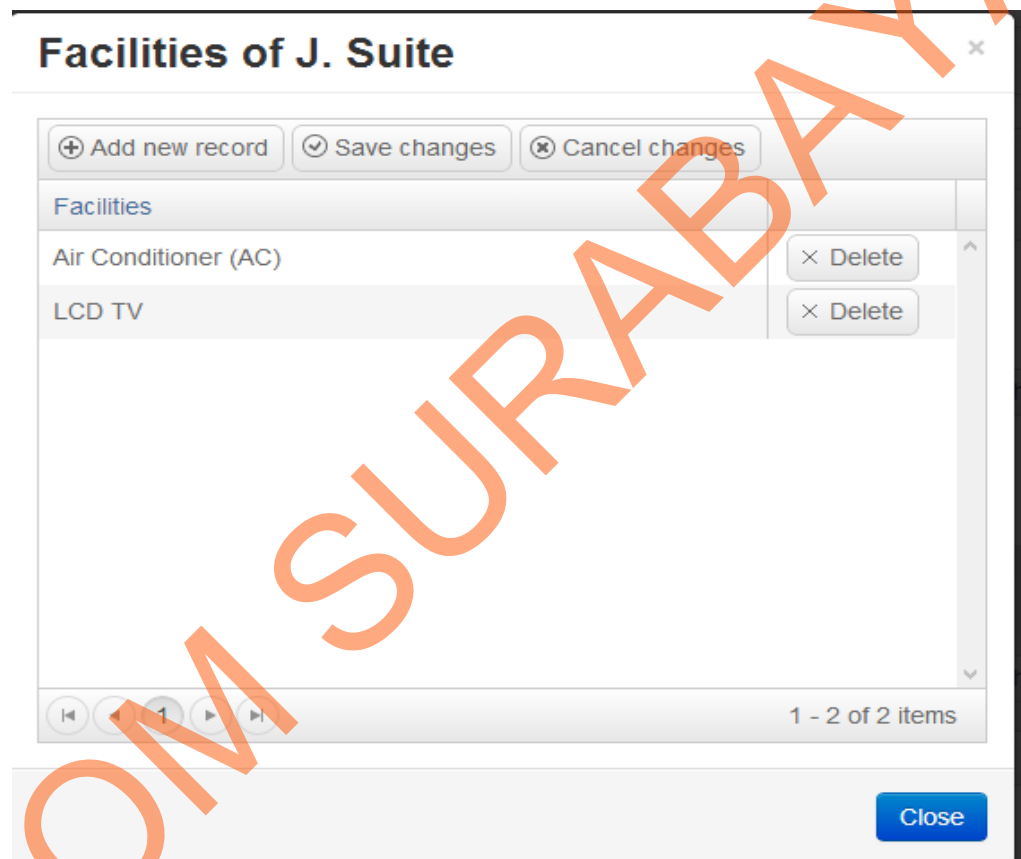 Facilities of J. Suite
×
Add new record Save changes Cancel changes
Facilities
Air Conditioner (AC) × Delete
LCD TV × Delete
1 1 - 2 of 2 items
Close
OM SURABAYA